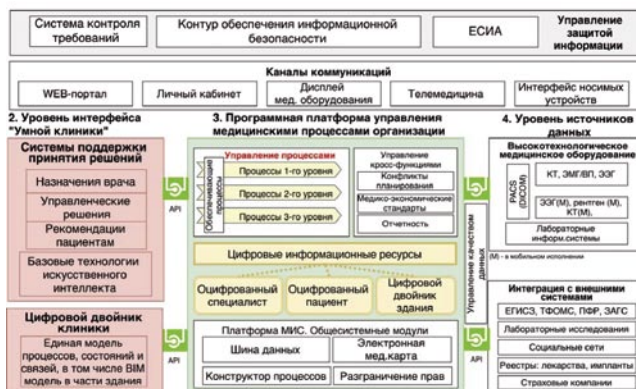 Система контроля
требований
Контур обеспечения информационной
безопасности
ЕСИА
Управление
защитой
информации
Каналы коммуникаций
WEB-портал
Личный кабинет
Дисплей
мед. оборудования
Телемедицина
Интерфейс носимых
устройств
2. Уровень интерфейса
"Умной клиники"
Системы поддержки
принятия решений
Назначения врача
Управленческие
решения
Рекомендации
пациентам
Базовые технологии
искусственного
интеллекта
Цифровой двойник
клиники
Единая модель
процессов, состояний и
связей, в том числе BIM
модель в части здания
API
API
3. Программная платформа управления
медицинскими процессами организации
Управление процессами
Обеспечивающие
процессы
Процессы 1-го уровня
Процессы 2-го уровня
Процессы 3-го уровня
Управление
кросс-функциями
Конфликты
планирования
Медико-экономические
стандарты
Отчетность
Цифровые информационные ресурсы
Оцифрованный
специалист
Оцифрованный
пациент
Цифровой
двойник
здания
Платформа МИС. Общесистемные модули
Шина данных
Электронная
мед.карта
Конструктор процессов
Разграничение прав
API
Управление качеством
данных
API
4. Уровень источников
данных
Высокотехнологическое
медицинское оборудование
PACS
(DiCOM)
КТ, ЭМГ/ВП, ЭЭГ
ЭЭГ(М), рентген (М),
КТ(М),
Лабораторные
информ.системы
(М) - в мобильном исполнении
Интеграция с внешними
системами
ЕГИСЗ, ТФОМС, ПФР, ЗАГС
Лабораторные исследования
Социальные сети
Реестры: лекарства, импланты
Страховые компании